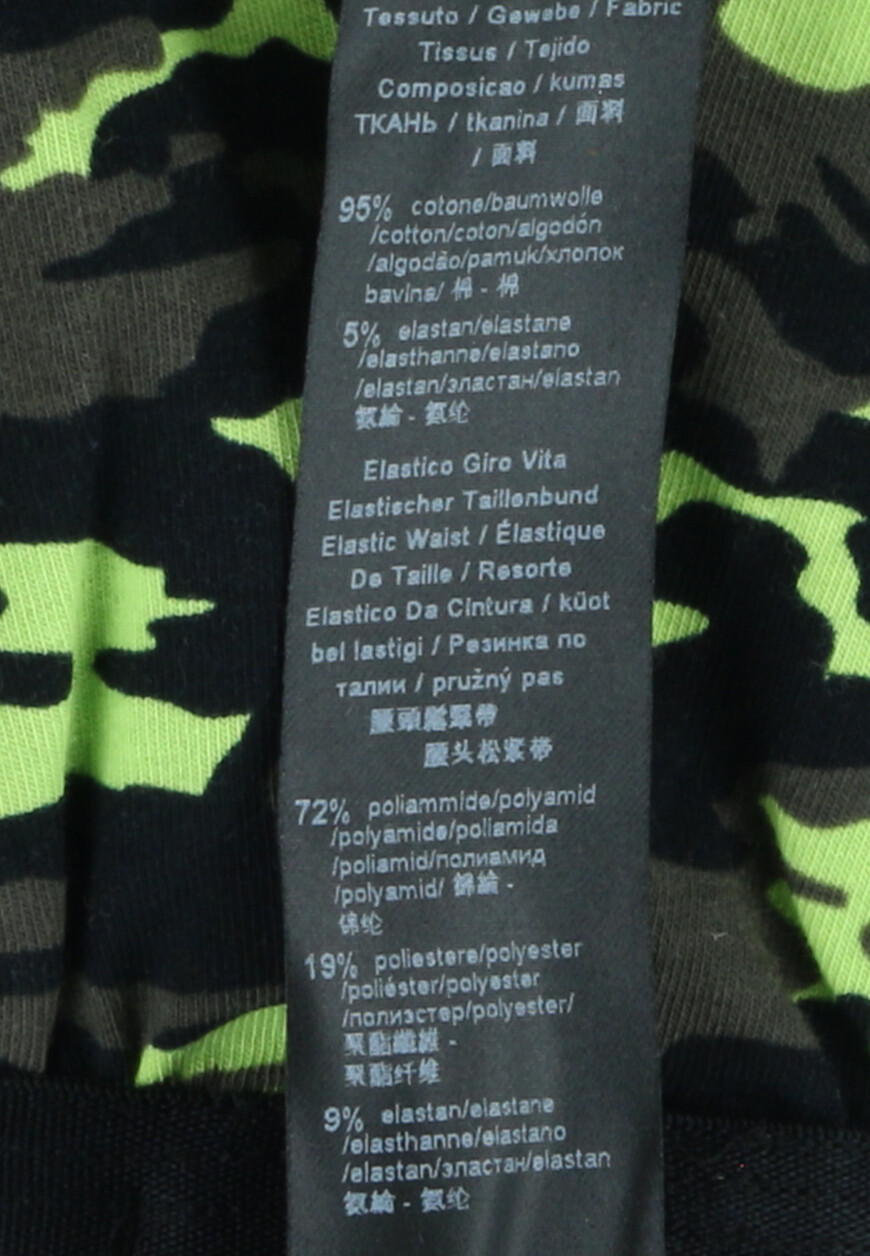 Tessuto / Gewebe / Fabric
Tissus / Tejido
Composicao / kumas
ТКАНЬ / tkanina / 面料
/ 面料
95% cotone/baumwolle
/cotton/coton/algodón
/algodão/pamuk/хлопок
bavlna/ 棉 - 棉
5% elastan/elastane
/elasthanne/elastano
/elastan/эластан/elastan
氨綸 - 氨纶
Elastico Giro Vita
Elastischer Taillenbund
Elastic Waist / Élastique
De Taille / Resorte
Elastico Da Cintura / küot
bel lastigi / Резинка по
талии / pružný pas
腰頭鬆緊帶
腰头松紧带
72% poliammide/polyamid
/polyamide/poliamida
/poliamid/полиамид
/polyamid/ 錦綸 -
锦纶
19% poliestere/polyester
/poliéster/polyester
/полиэстер/polyester/
聚酯纖維 -
聚酯纤维
9% elastan/elastane
/elasthanne/elastano
/elastan/эластан/elastan
氨綸 - 氨纶